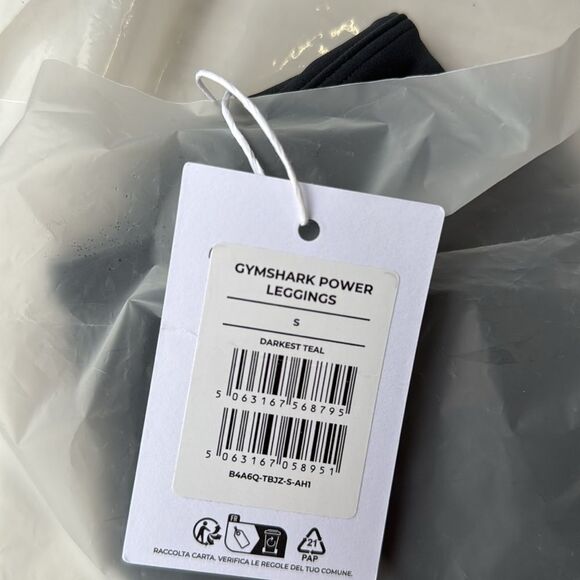 GYMSHARK POWER
LEGGINGS
S
DARKEST TEAL
5 063167 568795
5 063167 058951
B4A6Q-TBJZ-S-AH1
FR
21
PAP
RACCOLTA CARTA. VERIFICA LE REGOLE DEL TUO COMUNE.